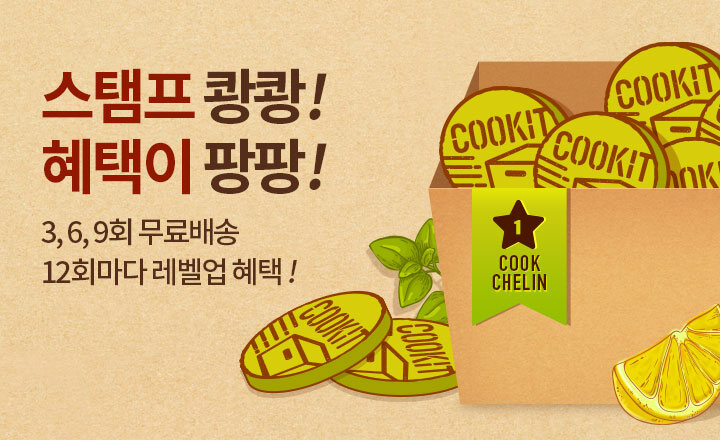 스탬프 쾅쾅!
혜택이 팡팡!
3, 6, 9회 무료배송
12회마다 레벨업 혜택!
COOKIT
COOKIT
COOKIT
1
COOK
CHELIN
COOKIT
COOKIT